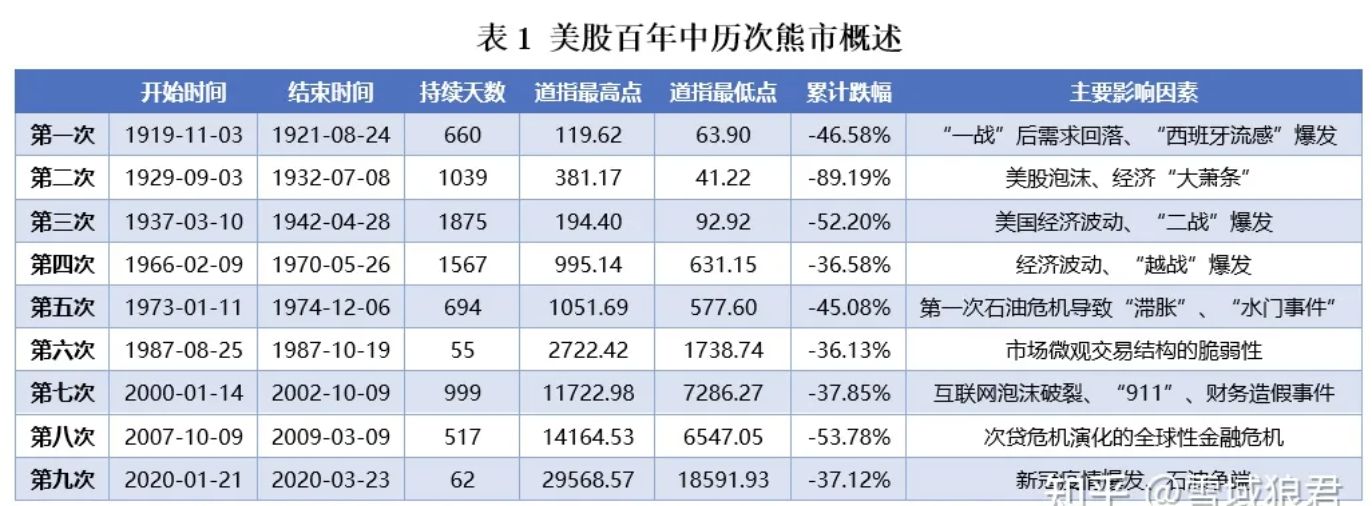 表 1 美股百年中历次熊市概述
开始时间 结束时间 持续天数 道指最高点 道指最低点 累计跌幅 主要影响因素
第一次 1919-11-03 1921-08-24 660 119.62 63.90 -46.58% “一战”后需求回落、“西班牙流感”爆发
第二次 1929-09-03 1932-07-08 1039 381.17 41.22 -89.19% 美股泡沫、经济“大萧条”
第三次 1937-03-10 1942-04-28 1875 194.40 92.92 -52.20% 美国经济波动、“二战”爆发
第四次 1966-02-09 1970-05-26 1567 995.14 631.15 -36.58% 经济波动、“越战”爆发
第五次 1973-01-11 1974-12-06 694 1051.69 577.60 -45.08% 第一次石油危机导致“滞胀”、“水门事件”
第六次 1987-08-25 1987-10-19 55 2722.42 1738.74 -36.13% 市场微观交易结构的脆弱性
第七次 2000-01-14 2002-10-09 999 11722.98 7286.27 -37.85% 互联网泡沫破裂、“911”、财务造假事件
第八次 2007-10-09 2009-03-09 517 14164.53 6547.05 -53.78% 次贷危机演化的全球性金融危机
第九次 2020-01-21 2020-03-23 62 29568.57 18591.93 -37.12% 新冠疫情爆发、石油争端
知乎 @雪域狼君